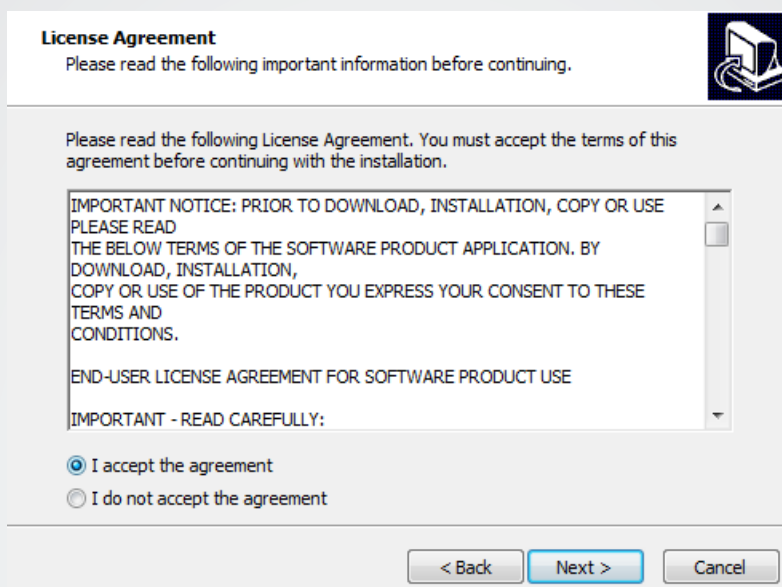 License Agreement
Please read the following important information before continuing.
Please read the following License Agreement. You must accept the terms of this
agreement before continuing with the installation.
IMPORTANT NOTICE: PRIOR TO DOWNLOAD, INSTALLATION, COPY OR USE
PLEASE READ
THE BELOW TERMS OF THE SOFTWARE PRODUCT APPLICATION. BY
DOWNLOAD, INSTALLATION,
COPY OR USE OF THE PRODUCT YOU EXPRESS YOUR CONSENT TO THESE
TERMS AND
CONDITIONS.
END-USER LICENSE AGREEMENT FOR SOFTWARE PRODUCT USE
IMPORTANT - READ CAREFULLY:
I accept the agreement
I do not accept the agreement
< Back
Next >
Cancel